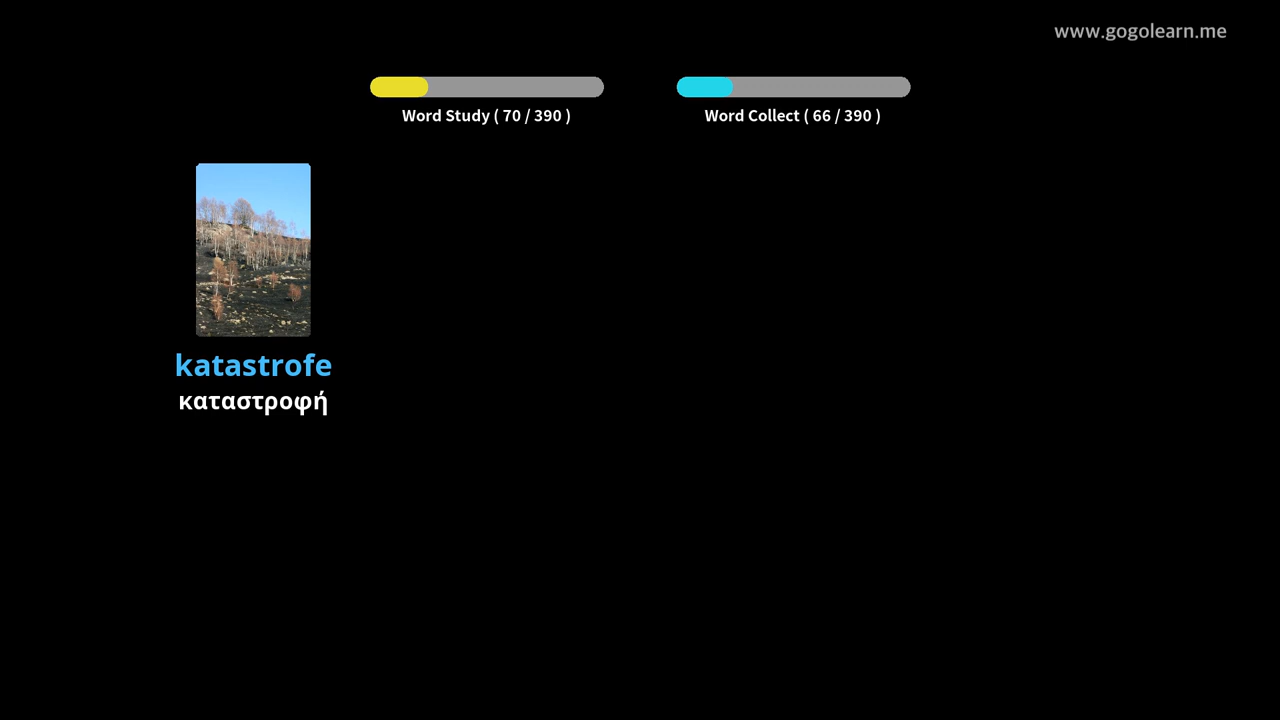 www.gogolearn.me
Word Study ( 70 / 390 )
Word Collect ( 66 / 390 )
katastrofe
καταστροφή